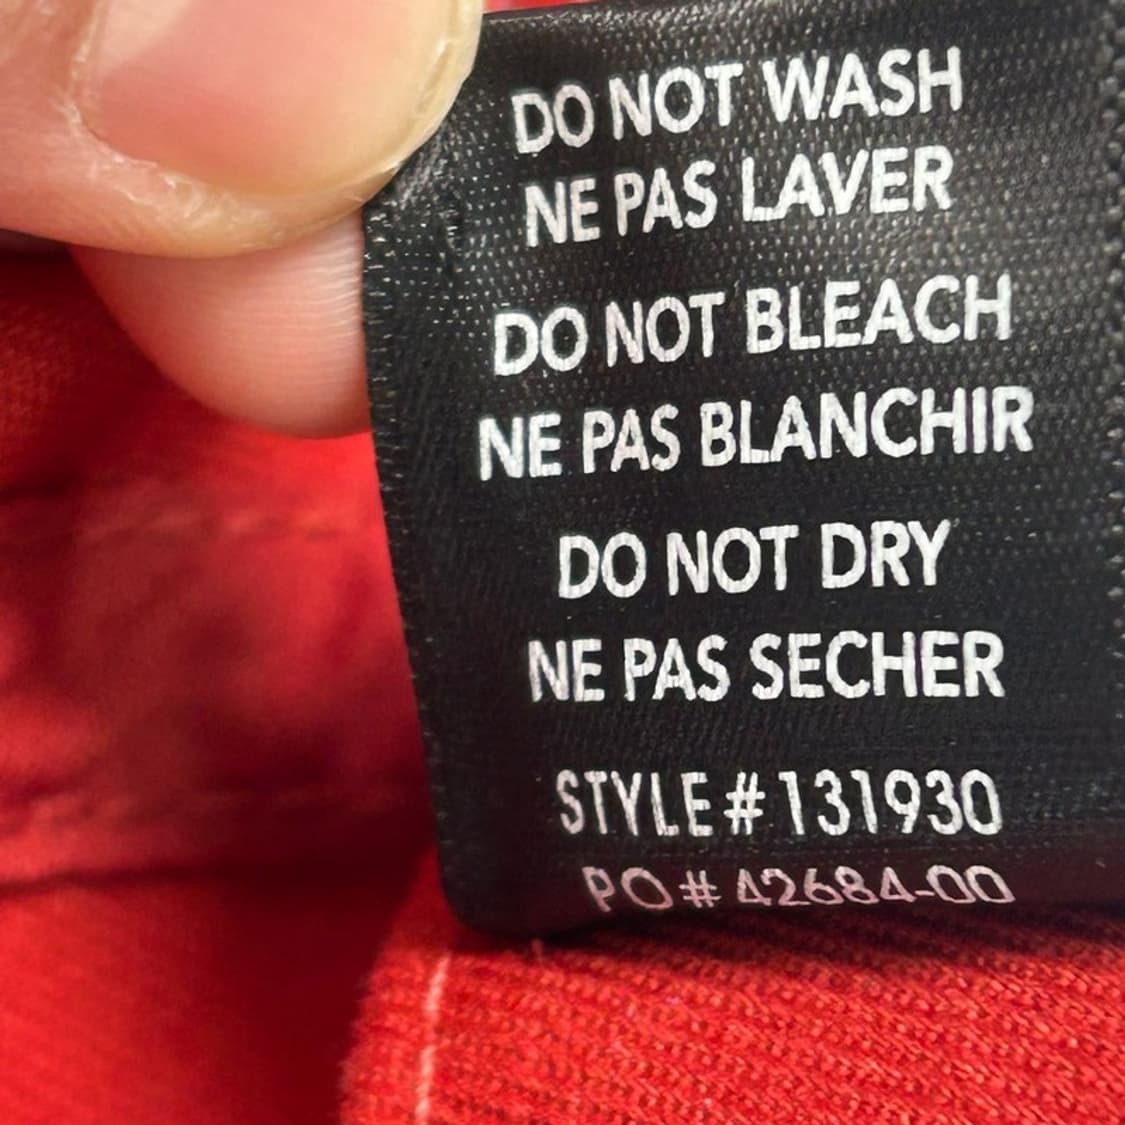 DO NOT WASH
NE PAS LAVER
DO NOT BLEACH
NE PAS BLANCHIR
DO NOT DRY
NE PAS SECHER
STYLE # 131930
PO # 42684-00